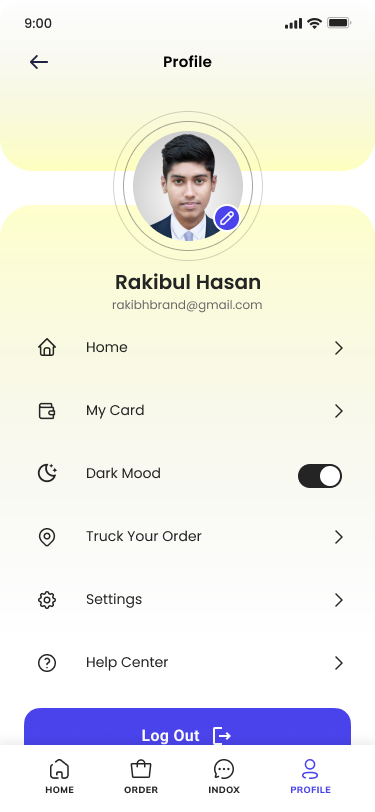 9:00
Profile
Rakibul Hasan
rakibhbrand@gmail.com
Home
My Card
Dark Mood
Truck Your Order
Settings
Help Center
Log Out
HOME ORDER INDOX PROFILE